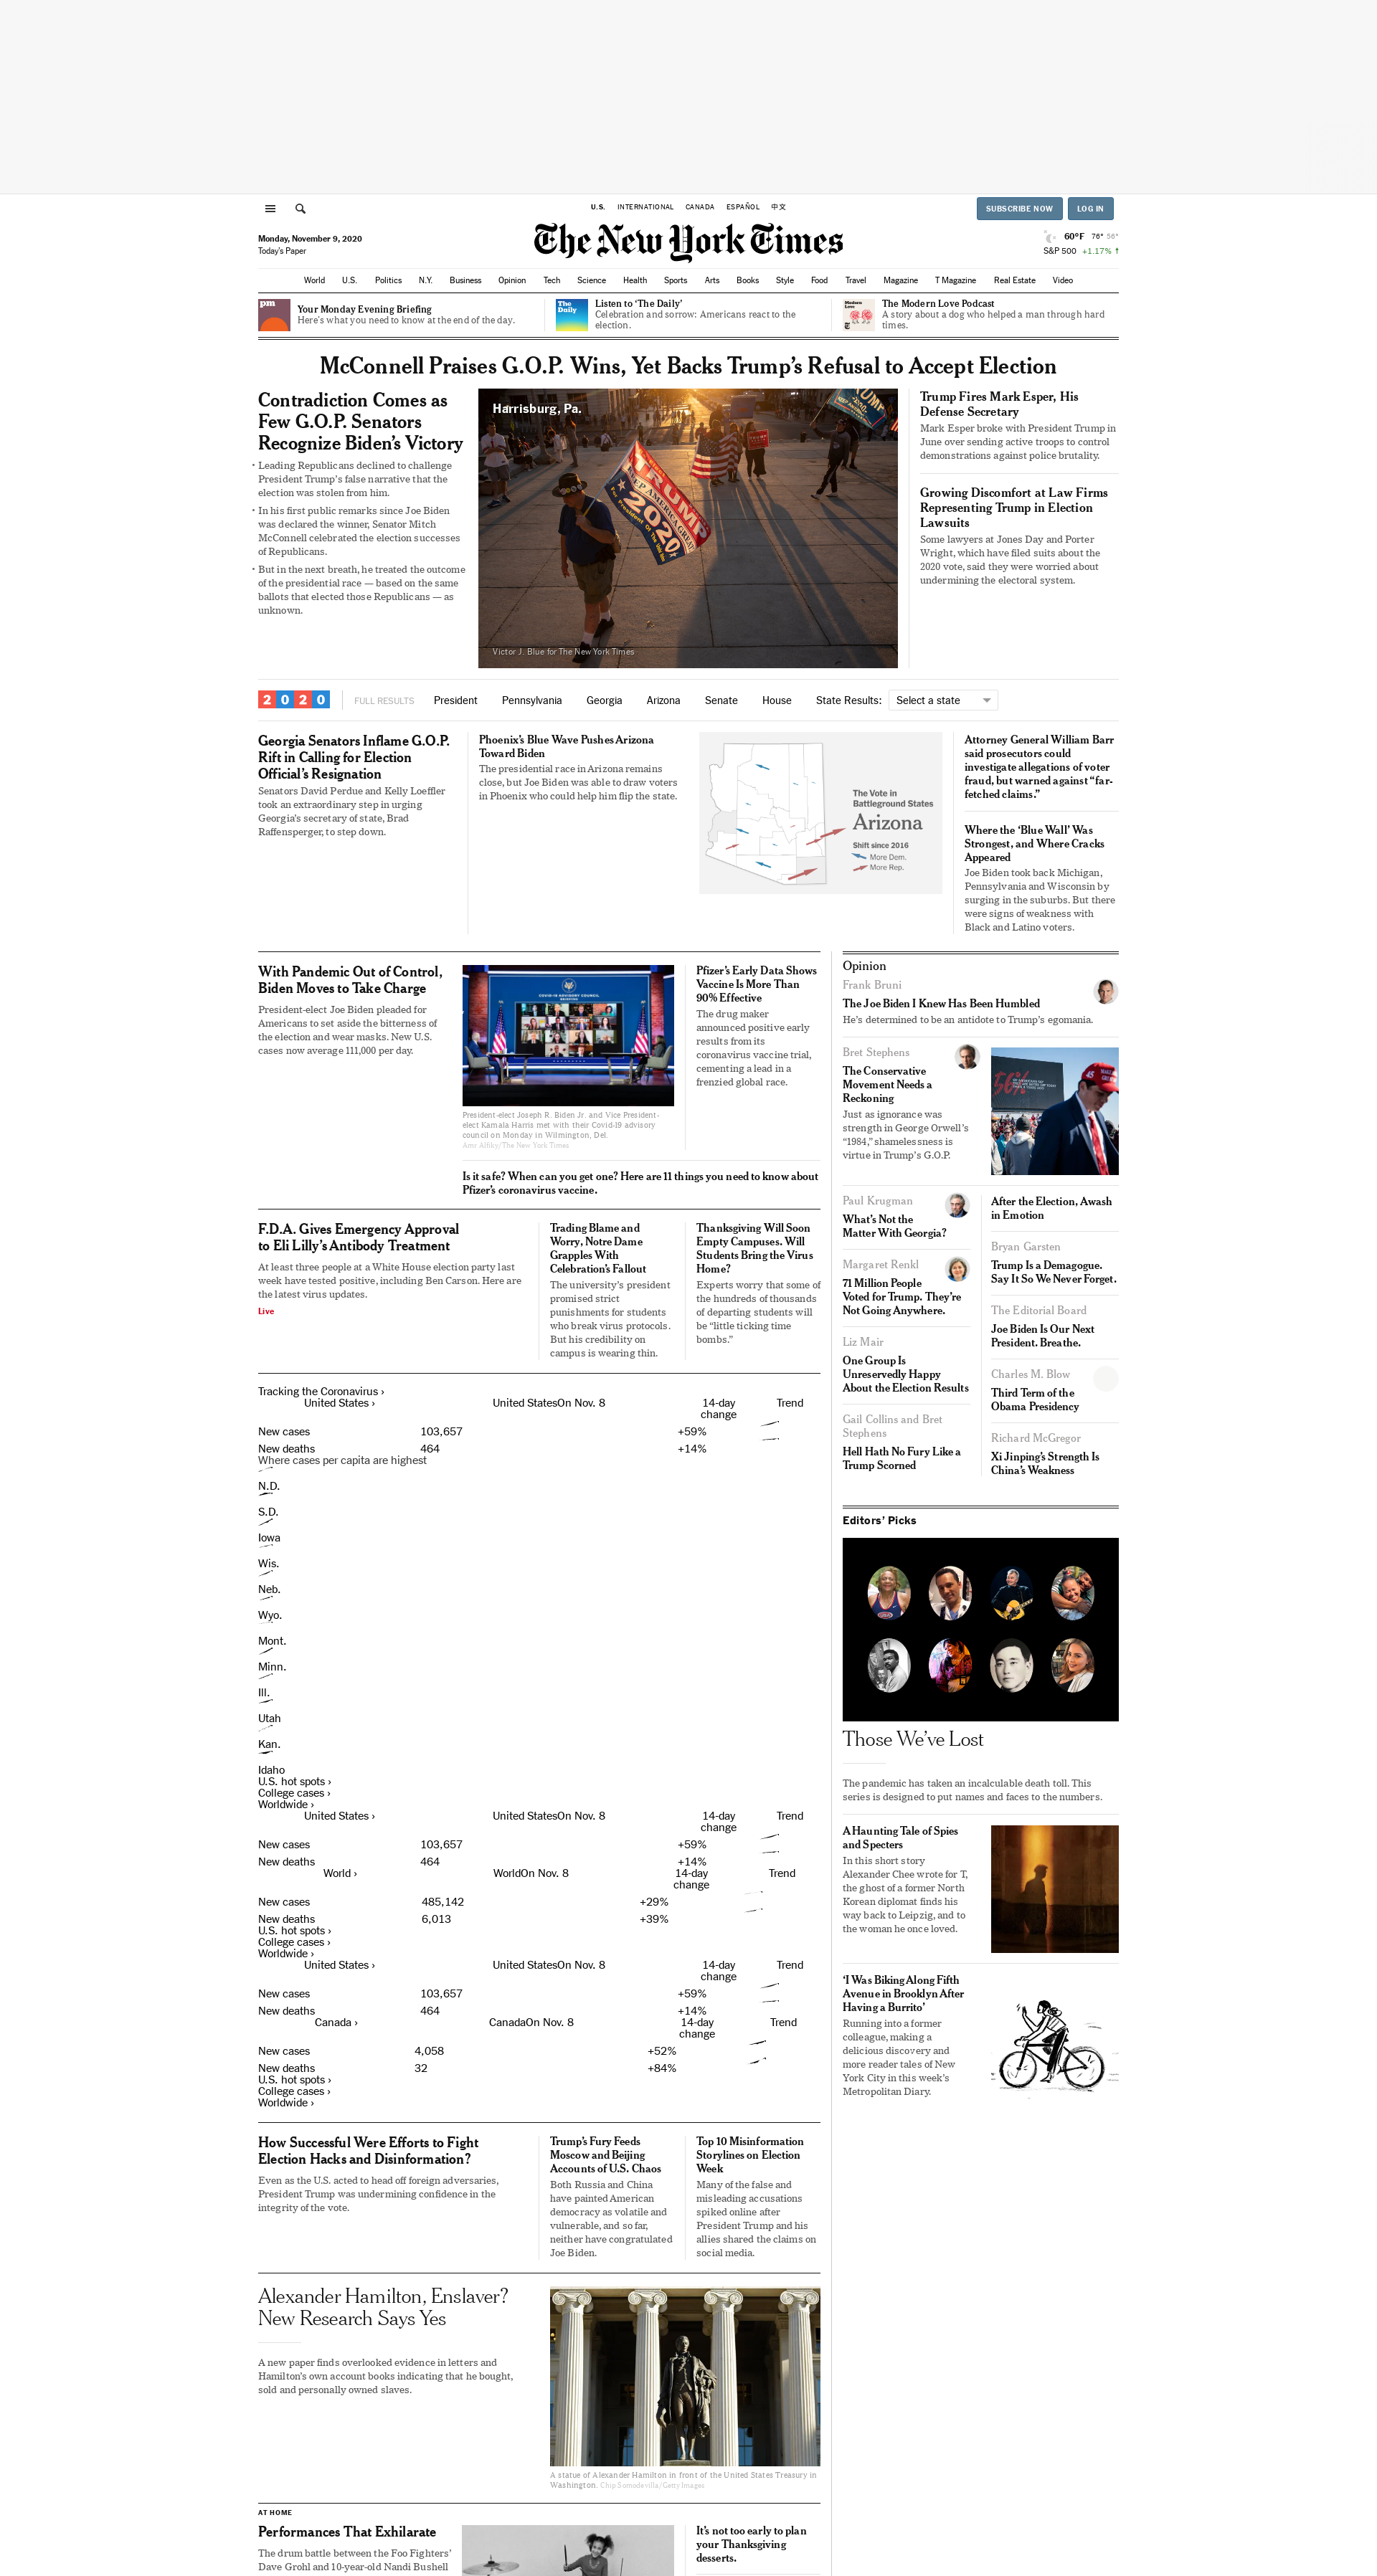 U.S. INTERNATIONAL CANADA ESPAÑOL 中文
SUBSCRIBE NOW LOG IN
Monday, November 9, 2020
Today's Paper
The New York Times
60°F 76° 56°
S&P 500 +1.17% ↑
World U.S. Politics N.Y. Business Opinion Tech Science Health Sports Arts Books Style Food Travel Magazine T Magazine Real Estate Video
pm
Your Monday Evening Briefing
Here's what you need to know at the end of the day.
The
Daily
Listen to ‘The Daily’
Celebration and sorrow: Americans react to the
election.
Modern
Love
The Modern Love Podcast
A story about a dog who helped a man through hard
times.
McConnell Praises G.O.P. Wins, Yet Backs Trump’s Refusal to Accept Election
Contradiction Comes as
Few G.O.P. Senators
Recognize Biden’s Victory
• Leading Republicans declined to challenge
President Trump’s false narrative that the
election was stolen from him.
• In his first public remarks since Joe Biden
was declared the winner, Senator Mitch
McConnell celebrated the election successes
of Republicans.
• But in the next breath, he treated the outcome
of the presidential race — based on the same
ballots that elected those Republicans — as
unknown.
Harrisburg, Pa.
TRUMP
KEEP AMERICA GREAT
TRUMP
2020
TRUMP
Victor J. Blue for The New York Times
Trump Fires Mark Esper, His
Defense Secretary
Mark Esper broke with President Trump in
June over sending active troops to control
demonstrations against police brutality.
Growing Discomfort at Law Firms
Representing Trump in Election
Lawsuits
Some lawyers at Jones Day and Porter
Wright, which have filed suits about the
2020 vote, said they were worried about
undermining the electoral system.
2020 FULL RESULTS President Pennsylvania Georgia Arizona Senate House State Results: Select a state
Georgia Senators Inflame G.O.P.
Rift in Calling for Election
Official’s Resignation
Senators David Perdue and Kelly Loeffler
took an extraordinary step in urging
Georgia’s secretary of state, Brad
Raffensperger, to step down.
Phoenix’s Blue Wave Pushes Arizona
Toward Biden
The presidential race in Arizona remains
close, but Joe Biden was able to draw voters
in Phoenix who could help him flip the state.
The Vote in
Battleground States
Arizona
Shift since 2016
More Dem.
More Rep.
Attorney General William Barr
said prosecutors could
investigate allegations of voter
fraud, but warned against “far-
fetched claims.”
Where the ‘Blue Wall’ Was
Strongest, and Where Cracks
Appeared
Joe Biden took back Michigan,
Pennsylvania and Wisconsin by
surging in the suburbs. But there
were signs of weakness with
Black and Latino voters.
With Pandemic Out of Control,
Biden Moves to Take Charge
President-elect Joe Biden pleaded for
Americans to set aside the bitterness of
the election and wear masks. New U.S.
cases now average 111,000 per day.
COVID-19 ADVISORY COUNCIL
President-elect Joseph R. Biden Jr. and Vice President-
elect Kamala Harris met with their Covid-19 advisory
council on Monday in Wilmington, Del.
Amr Alfiky/The New York Times
Pfizer’s Early Data Shows
Vaccine Is More Than
90% Effective
The drug maker
announced positive early
results from its
coronavirus vaccine trial,
cementing a lead in a
frenzied global race.
Is it safe? When can you get one? Here are 11 things you need to know about
Pfizer’s coronavirus vaccine.
F.D.A. Gives Emergency Approval
to Eli Lilly’s Antibody Treatment
At least three people at a White House election party last
week have tested positive, including Ben Carson. Here are
the latest virus updates.
Live
Trading Blame and
Worry, Notre Dame
Grapples With
Celebration’s Fallout
The university’s president
promised strict
punishments for students
who break virus protocols.
But his credibility on
campus is wearing thin.
Thanksgiving Will Soon
Empty Campuses. Will
Students Bring the Virus
Home?
Experts worry that some of
the hundreds of thousands
of departing students will
be “little ticking time
bombs.”
Tracking the Coronavirus ›
United States › United StatesOn Nov. 8 14-day
change Trend
New cases 103,657 +59%
New deaths 464 +14%
Where cases per capita are highest
N.D.
S.D.
Iowa
Wis.
Neb.
Wyo.
Mont.
Minn.
Ill.
Utah
Kan.
Idaho
U.S. hot spots ›
College cases ›
Worldwide ›
United States › United StatesOn Nov. 8 14-day
change Trend
New cases 103,657 +59%
New deaths 464 +14%
World › WorldOn Nov. 8 14-day
change Trend
New cases 485,142 +29%
New deaths 6,013 +39%
U.S. hot spots ›
College cases ›
Worldwide ›
United States › United StatesOn Nov. 8 14-day
change Trend
New cases 103,657 +59%
New deaths 464 +14%
Canada › CanadaOn Nov. 8 14-day
change Trend
New cases 4,058 +52%
New deaths 32 +84%
U.S. hot spots ›
College cases ›
Worldwide ›
How Successful Were Efforts to Fight
Election Hacks and Disinformation?
Even as the U.S. acted to head off foreign adversaries,
President Trump was undermining confidence in the
integrity of the vote.
Trump’s Fury Feeds
Moscow and Beijing
Accounts of U.S. Chaos
Both Russia and China
have painted American
democracy as volatile and
vulnerable, and so far,
neither have congratulated
Joe Biden.
Top 10 Misinformation
Storylines on Election
Week
Many of the false and
misleading accusations
spiked online after
President Trump and his
allies shared the claims on
social media.
Alexander Hamilton, Enslaver?
New Research Says Yes
A new paper finds overlooked evidence in letters and
Hamilton’s own account books indicating that he bought,
sold and personally owned slaves.
A statue of Alexander Hamilton in front of the United States Treasury in
Washington. Chip Somodevilla/Getty Images
AT HOME
Performances That Exhilarate
The drum battle between the Foo Fighters’
Dave Grohl and 10-year-old Nandi Bushell
It’s not too early to plan
your Thanksgiving
desserts.
Opinion
Frank Bruni
The Joe Biden I Knew Has Been Humbled
He’s determined to be an antidote to Trump’s egomania.
Bret Stephens
The Conservative
Movement Needs a
Reckoning
Just as ignorance was
strength in George Orwell’s
“1984,” shamelessness is
virtue in Trump’s G.O.P.
56%
45
Paul Krugman
What’s Not the
Matter With Georgia?
Margaret Renkl
71 Million People
Voted for Trump. They’re
Not Going Anywhere.
Liz Mair
One Group Is
Unreservedly Happy
About the Election Results
Gail Collins and Bret
Stephens
Hell Hath No Fury Like a
Trump Scorned
After the Election, Awash
in Emotion
Bryan Garsten
Trump Is a Demagogue.
Say It So We Never Forget.
The Editorial Board
Joe Biden Is Our Next
President. Breathe.
Charles M. Blow
Third Term of the
Obama Presidency
Richard McGregor
Xi Jinping’s Strength Is
China’s Weakness
Editors’ Picks
Those We’ve Lost
The pandemic has taken an incalculable death toll. This
series is designed to put names and faces to the numbers.
A Haunting Tale of Spies
and Specters
In this short story
Alexander Chee wrote for T,
the ghost of a former North
Korean diplomat finds his
way back to Leipzig, and to
the woman he once loved.
‘I Was Biking Along Fifth
Avenue in Brooklyn After
Having a Burrito’
Running into a former
colleague, making a
delicious discovery and
more reader tales of New
York City in this week’s
Metropolitan Diary.